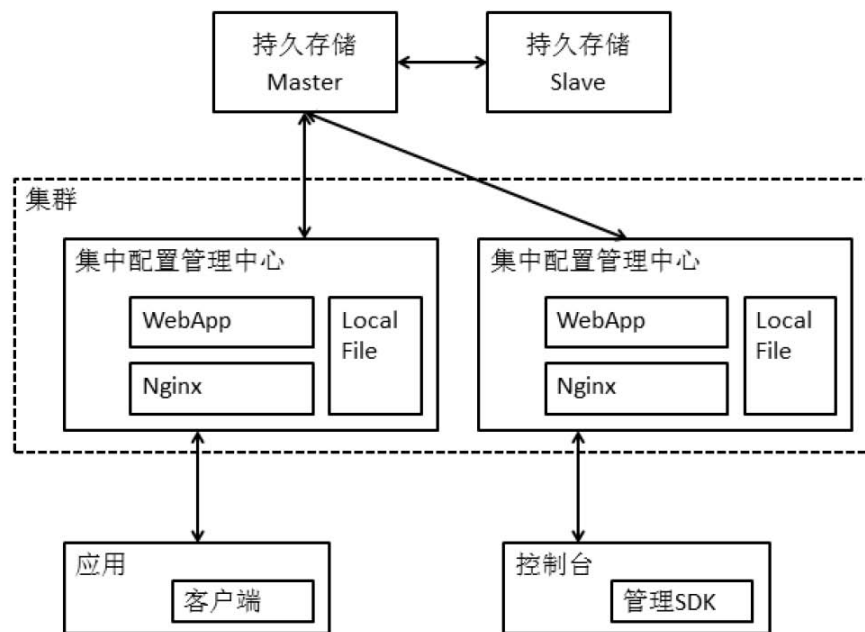 持久存储
Master
持久存储
Slave
集群
集中配置管理中心
WebApp
Nginx
Local
File
集中配置管理中心
WebApp
Nginx
Local
File
应用
客户端
控制台
管理SDK